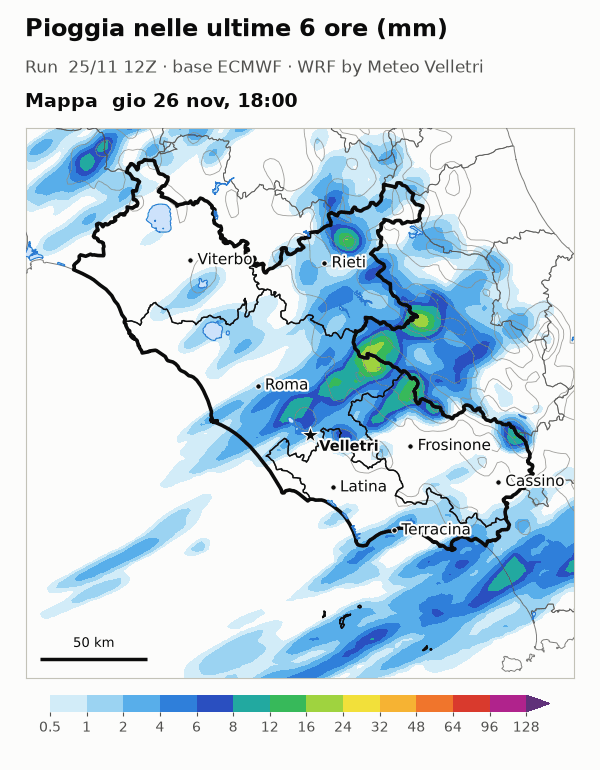 Pioggia nelle ultime 6 ore (mm)
Run  25/11 12Z · base ECMWF · WRF by Meteo Velletri
Mappa  gio 26 nov, 18:00
Viterbo
Rieti
Roma
Velletri
Frosinone
Cassino
Latina
Terracina
50 km
0.5 1 2 4 6 8 12 16 24 32 48 64 96 128